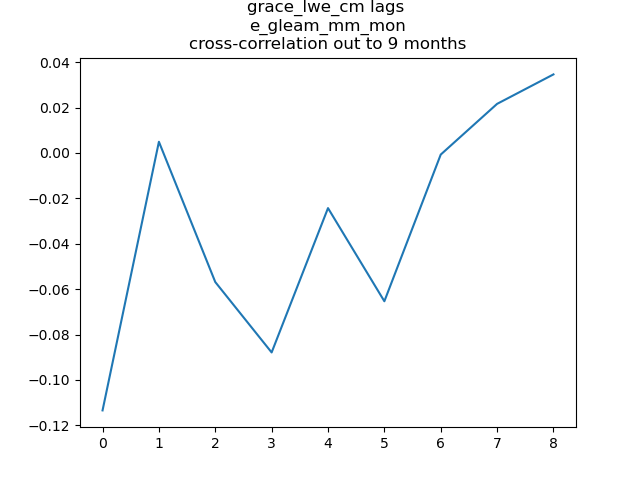 grace_lwe_cm lags
e_gleam_mm_mon
cross-correlation out to 9 months
0.04
0.02
0.00
−0.02
−0.04
−0.06
−0.08
−0.10
−0.12
0 1 2 3 4 5 6 7 8